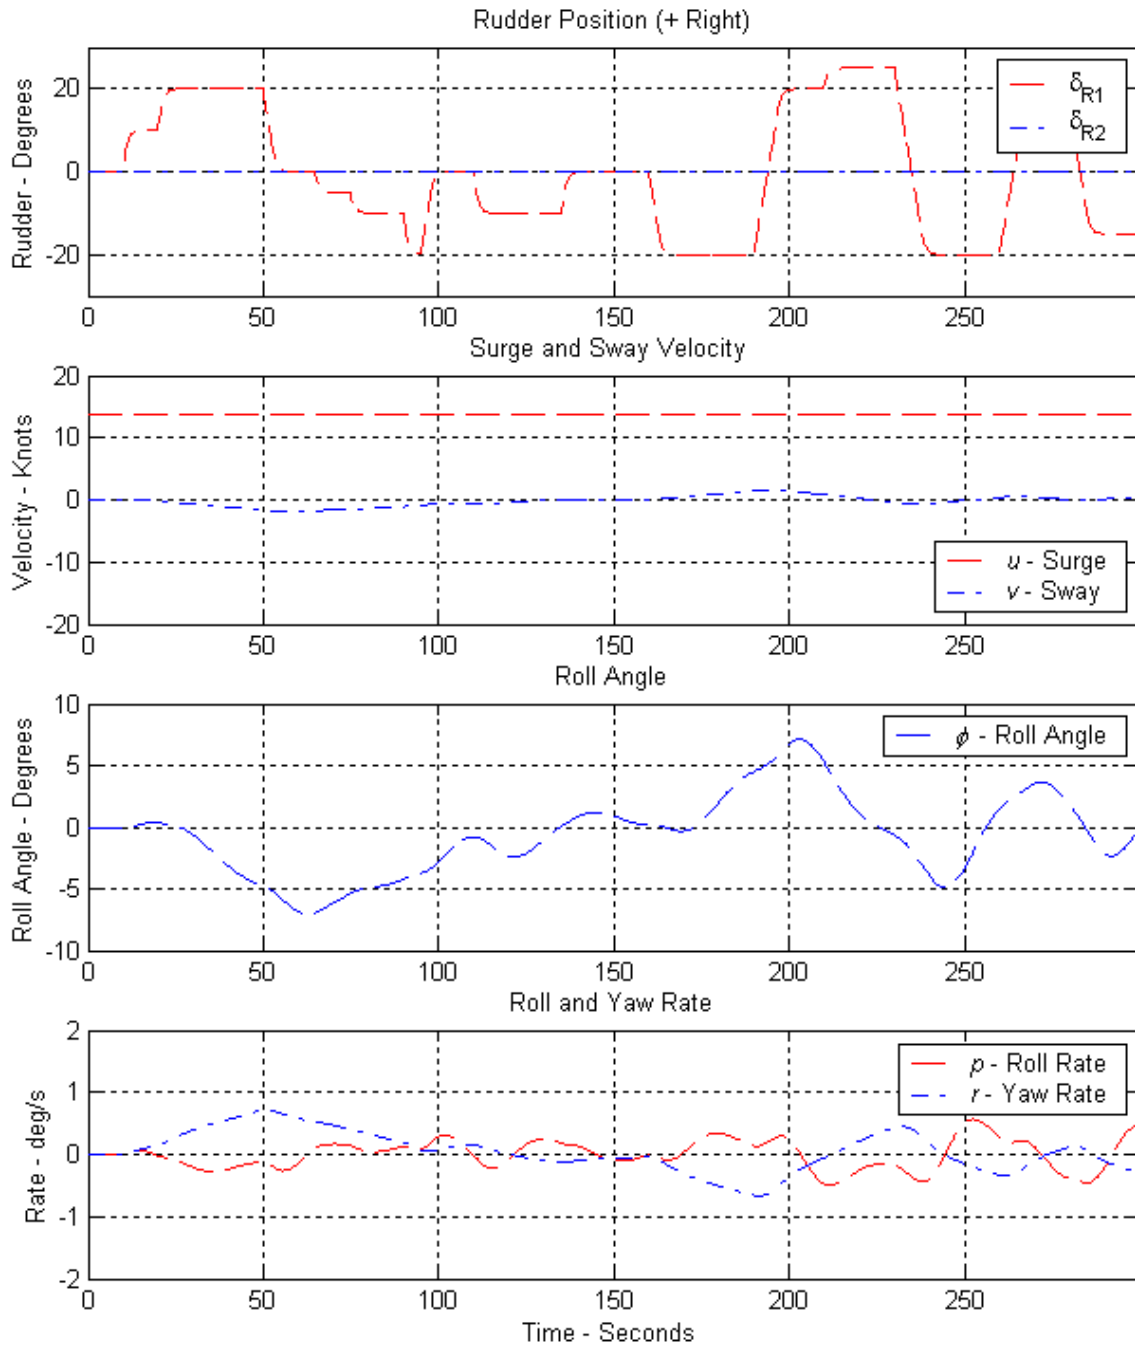 Rudder Position (+ Right)
Rudder - Degrees
20
0
-20
δR1
δR2
0 50 100 150 200 250
Surge and Sway Velocity
Velocity - Knots
20
10
0
-10
-20
u - Surge
v - Sway
0 50 100 150 200 250
Roll Angle
Roll Angle - Degrees
10
5
0
-5
-10
ϕ - Roll Angle
0 50 100 150 200 250
Roll and Yaw Rate
Rate - deg/s
2
1
0
-1
-2
p - Roll Rate
r - Yaw Rate
0 50 100 150 200 250
Time - Seconds